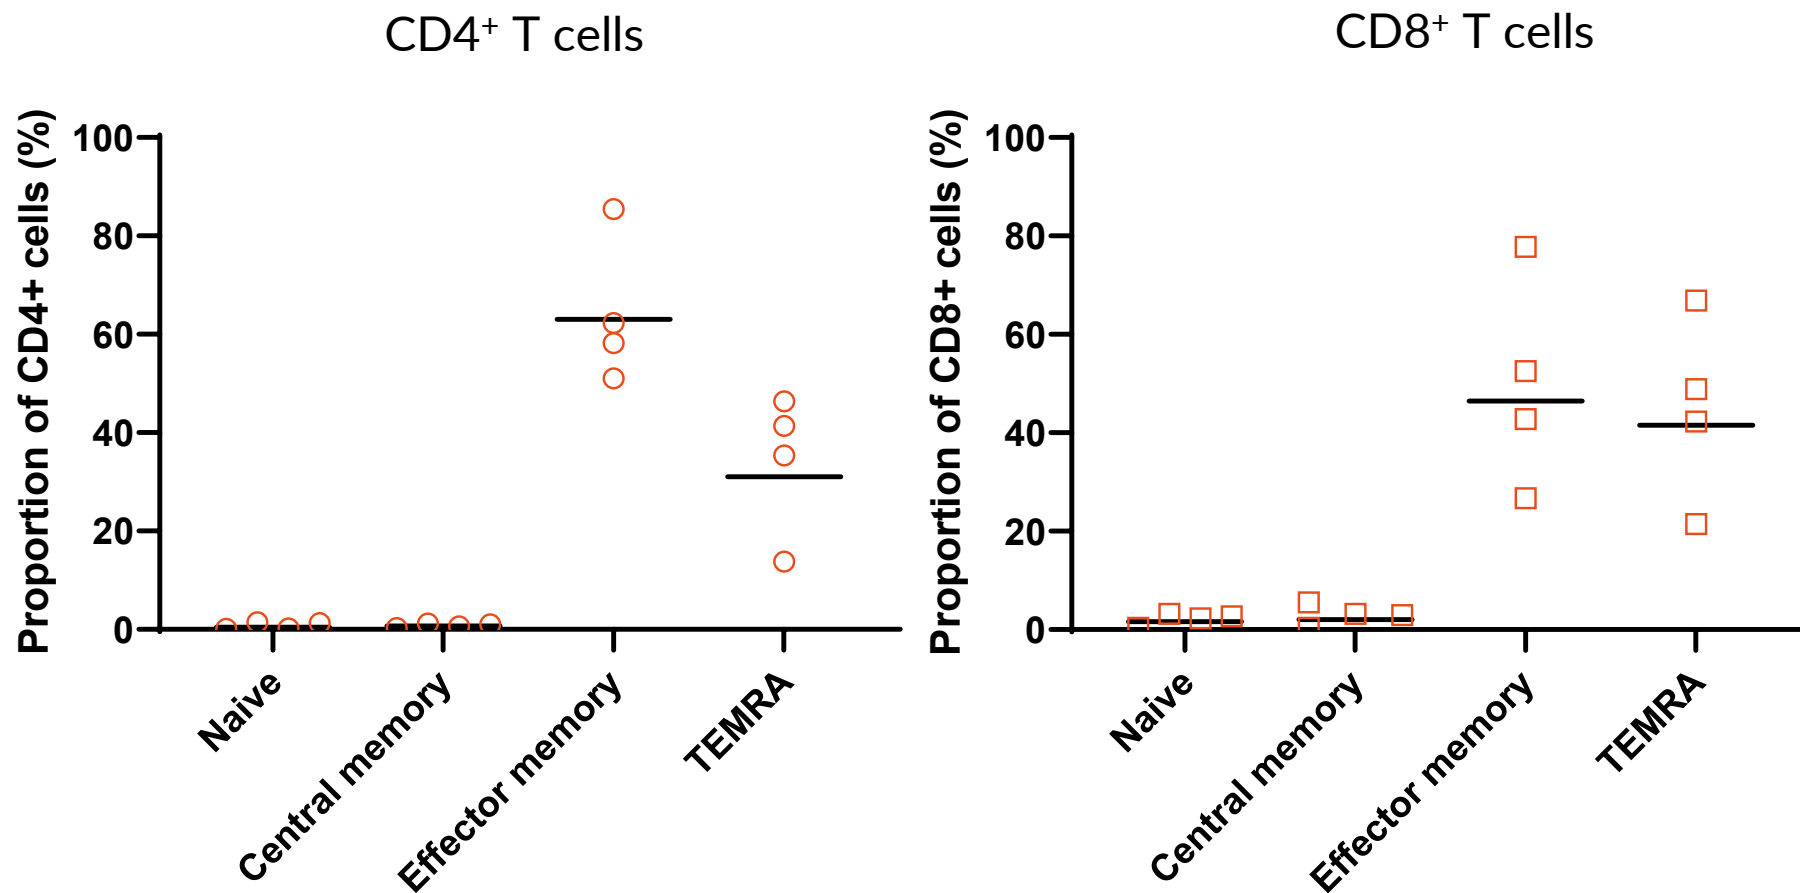 CD4⁺ T cells
Proportion of CD4+ cells (%)
100
80
60
40
20
0
Naive
Central memory
Effector memory
TEMRA
CD8⁺ T cells
Proportion of CD8+ cells (%)
100
80
60
40
20
0
Naive
Central memory
Effector memory
TEMRA